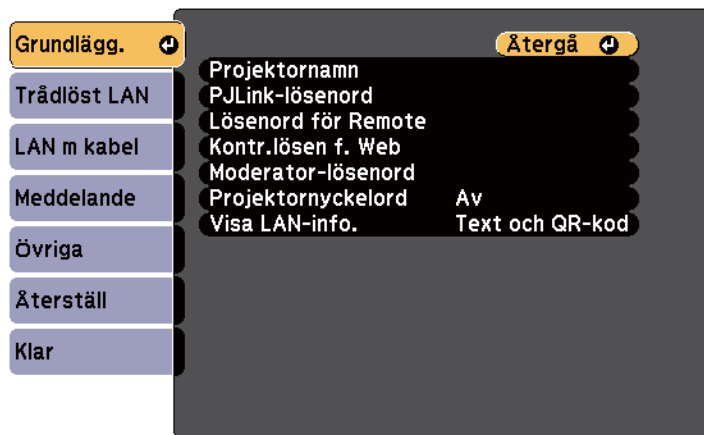 Grundlägg.
Trådlöst LAN
LAN m kabel
Meddelande
Övriga
Återställ
Klar
Återgå
Projektornamn
PJLink-lösenord
Lösenord för Remote
Kontr.lösen f. Web
Moderator-lösenord
Projektornyckelord Av
Visa LAN-info. Text och QR-kod